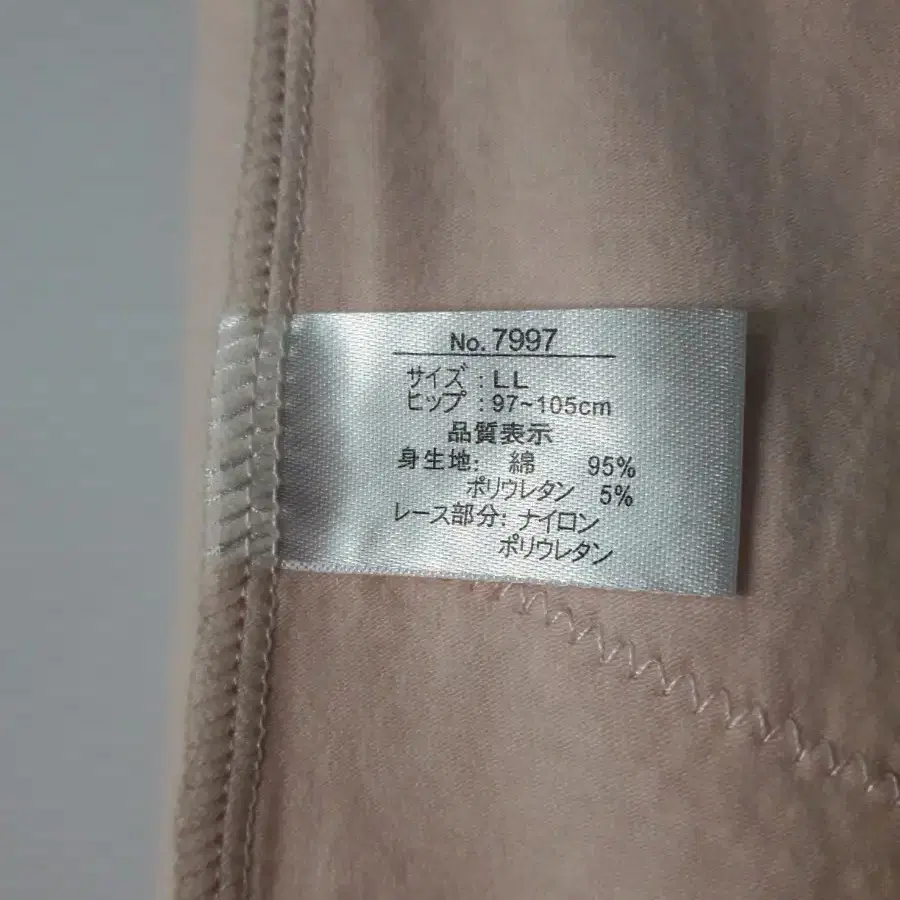 No. 7997
サイズ : LL
ヒップ : 97~105cm
品質表示
身生地: 綿 95%
ポリウレタン 5%
レース部分: ナイロン
ポリウレタン